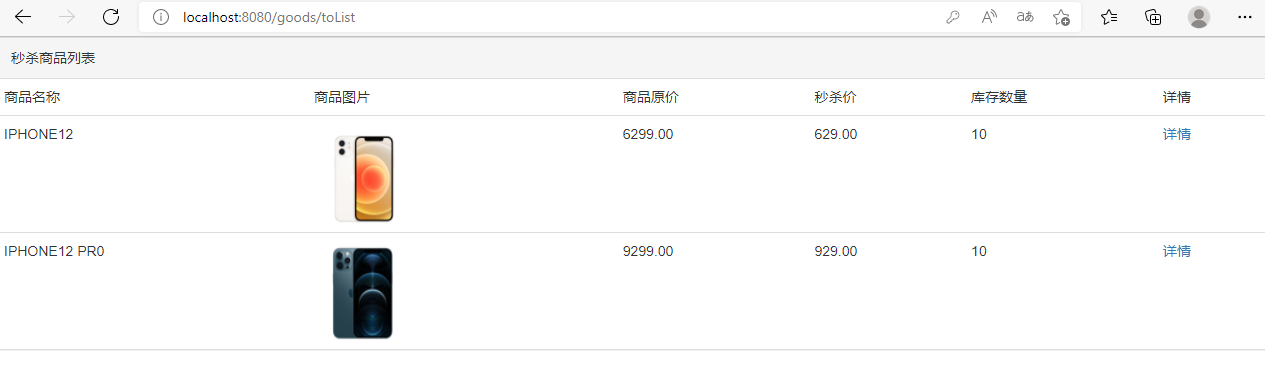 localhost:8080/goods/toList
秒杀商品列表
商品名称 商品图片 商品原价 秒杀价 库存数量 详情
IPHONE12 6299.00 629.00 10 详情
IPHONE12 PR0 9299.00 929.00 10 详情